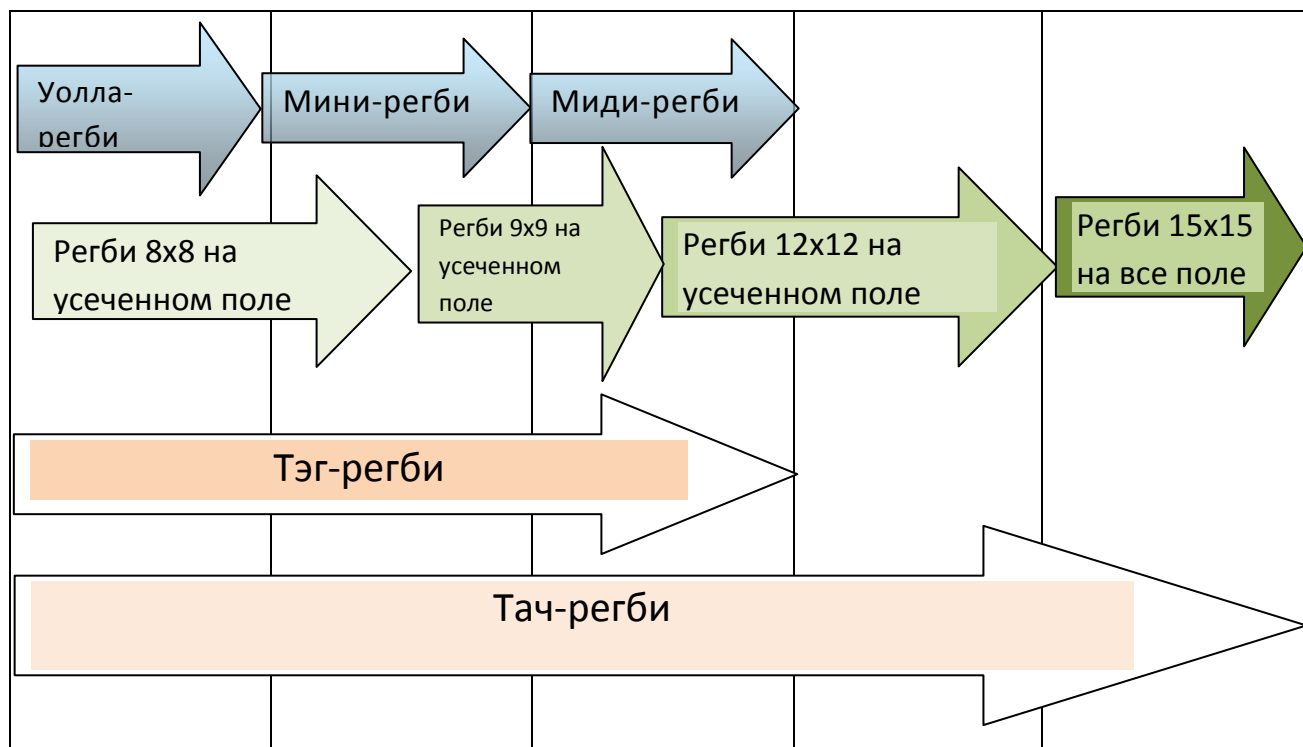 Уолла-
регби
Мини-регби
Миди-регби
Регби 8х8 на
усеченном поле
Регби 9х9 на
усеченном
поле
Регби 12х12 на
усеченном поле
Регби 15х15
на все поле
Тэг-регби
Тач-регби